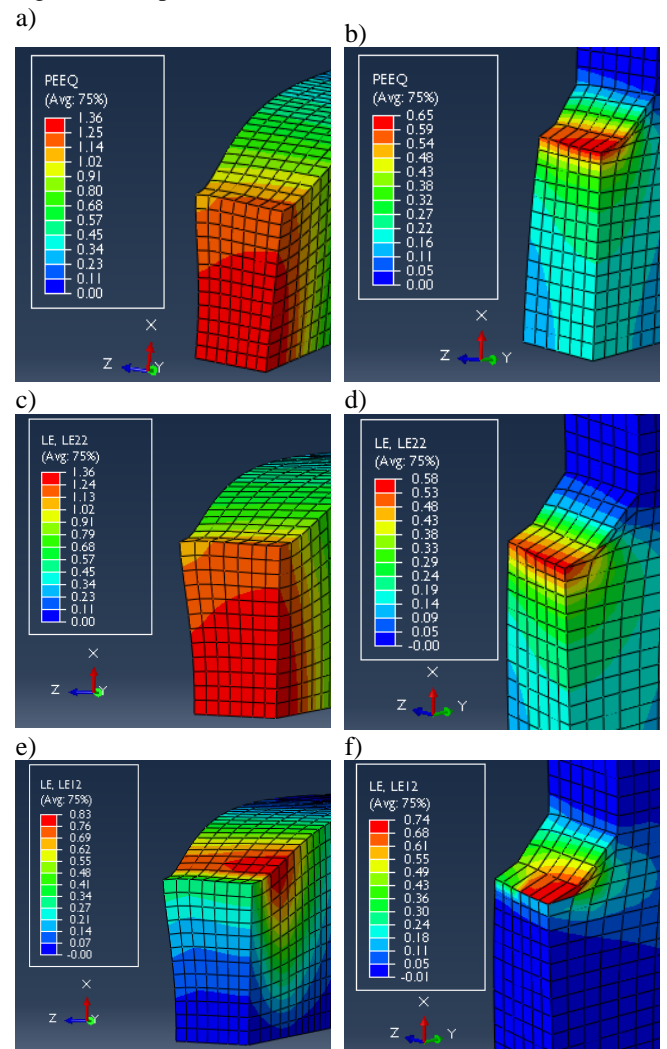 a)
PEEQ
(Avg: 75%)
1.36
1.25
1.14
1.02
0.91
0.80
0.68
0.57
0.45
0.34
0.23
0.11
0.00
X
Z
Y
b)
PEEQ
(Avg: 75%)
0.65
0.59
0.54
0.48
0.43
0.38
0.32
0.27
0.22
0.16
0.11
0.05
0.00
X
Z
Y
c)
LE, LE22
(Avg: 75%)
1.36
1.24
1.13
1.02
0.91
0.79
0.68
0.57
0.45
0.34
0.23
0.11
0.00
X
Z
Y
d)
LE, LE22
(Avg: 75%)
0.58
0.53
0.48
0.43
0.38
0.33
0.29
0.24
0.19
0.14
0.09
0.05
-0.00
X
Z
Y
e)
LE, LE12
(Avg: 75%)
0.83
0.76
0.69
0.62
0.55
0.48
0.41
0.34
0.27
0.21
0.14
0.07
-0.00
X
Z
Y
f)
LE, LE12
(Avg: 75%)
0.74
0.68
0.61
0.55
0.49
0.43
0.36
0.30
0.24
0.18
0.11
0.05
-0.01
X
Z
Y